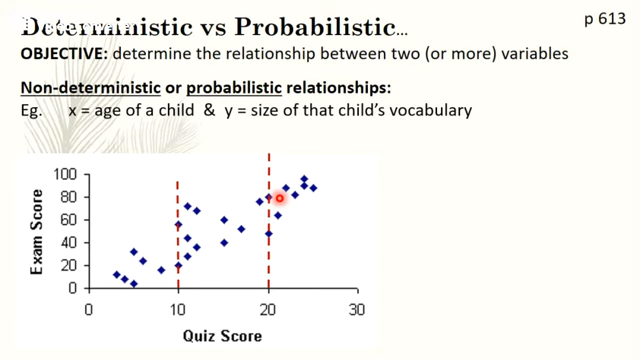 Deterministic vs Probabilistic...
p 613
OBJECTIVE: determine the relationship between two (or more) variables
Non-deterministic or probabilistic relationships:
Eg. x = age of a child & y = size of that child's vocabulary
Exam Score
100
80
60
40
20
0
0 10 20 30
Quiz Score